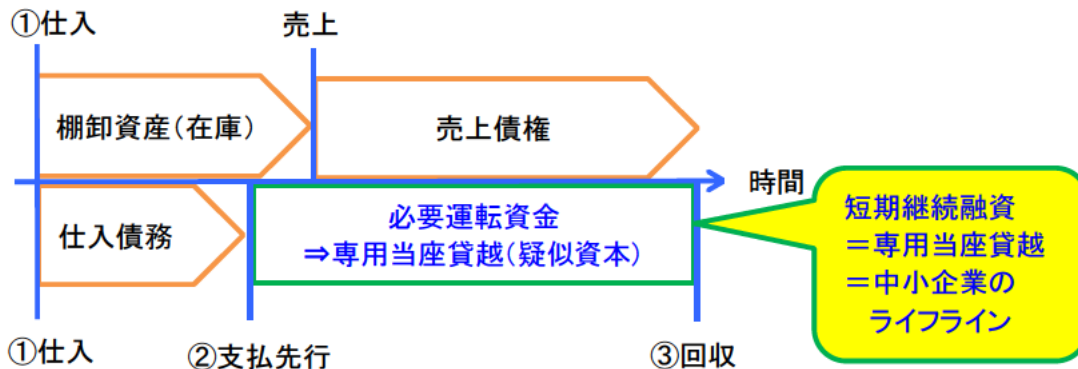 ①仕入
売上
棚卸資産(在庫)
売上債権
時間
仕入債務
必要運転資金
⇒専用当座貸越(疑似資本)
短期継続融資
＝専用当座貸越
＝中小企業の
ライフライン
①仕入
②支払先行
③回収